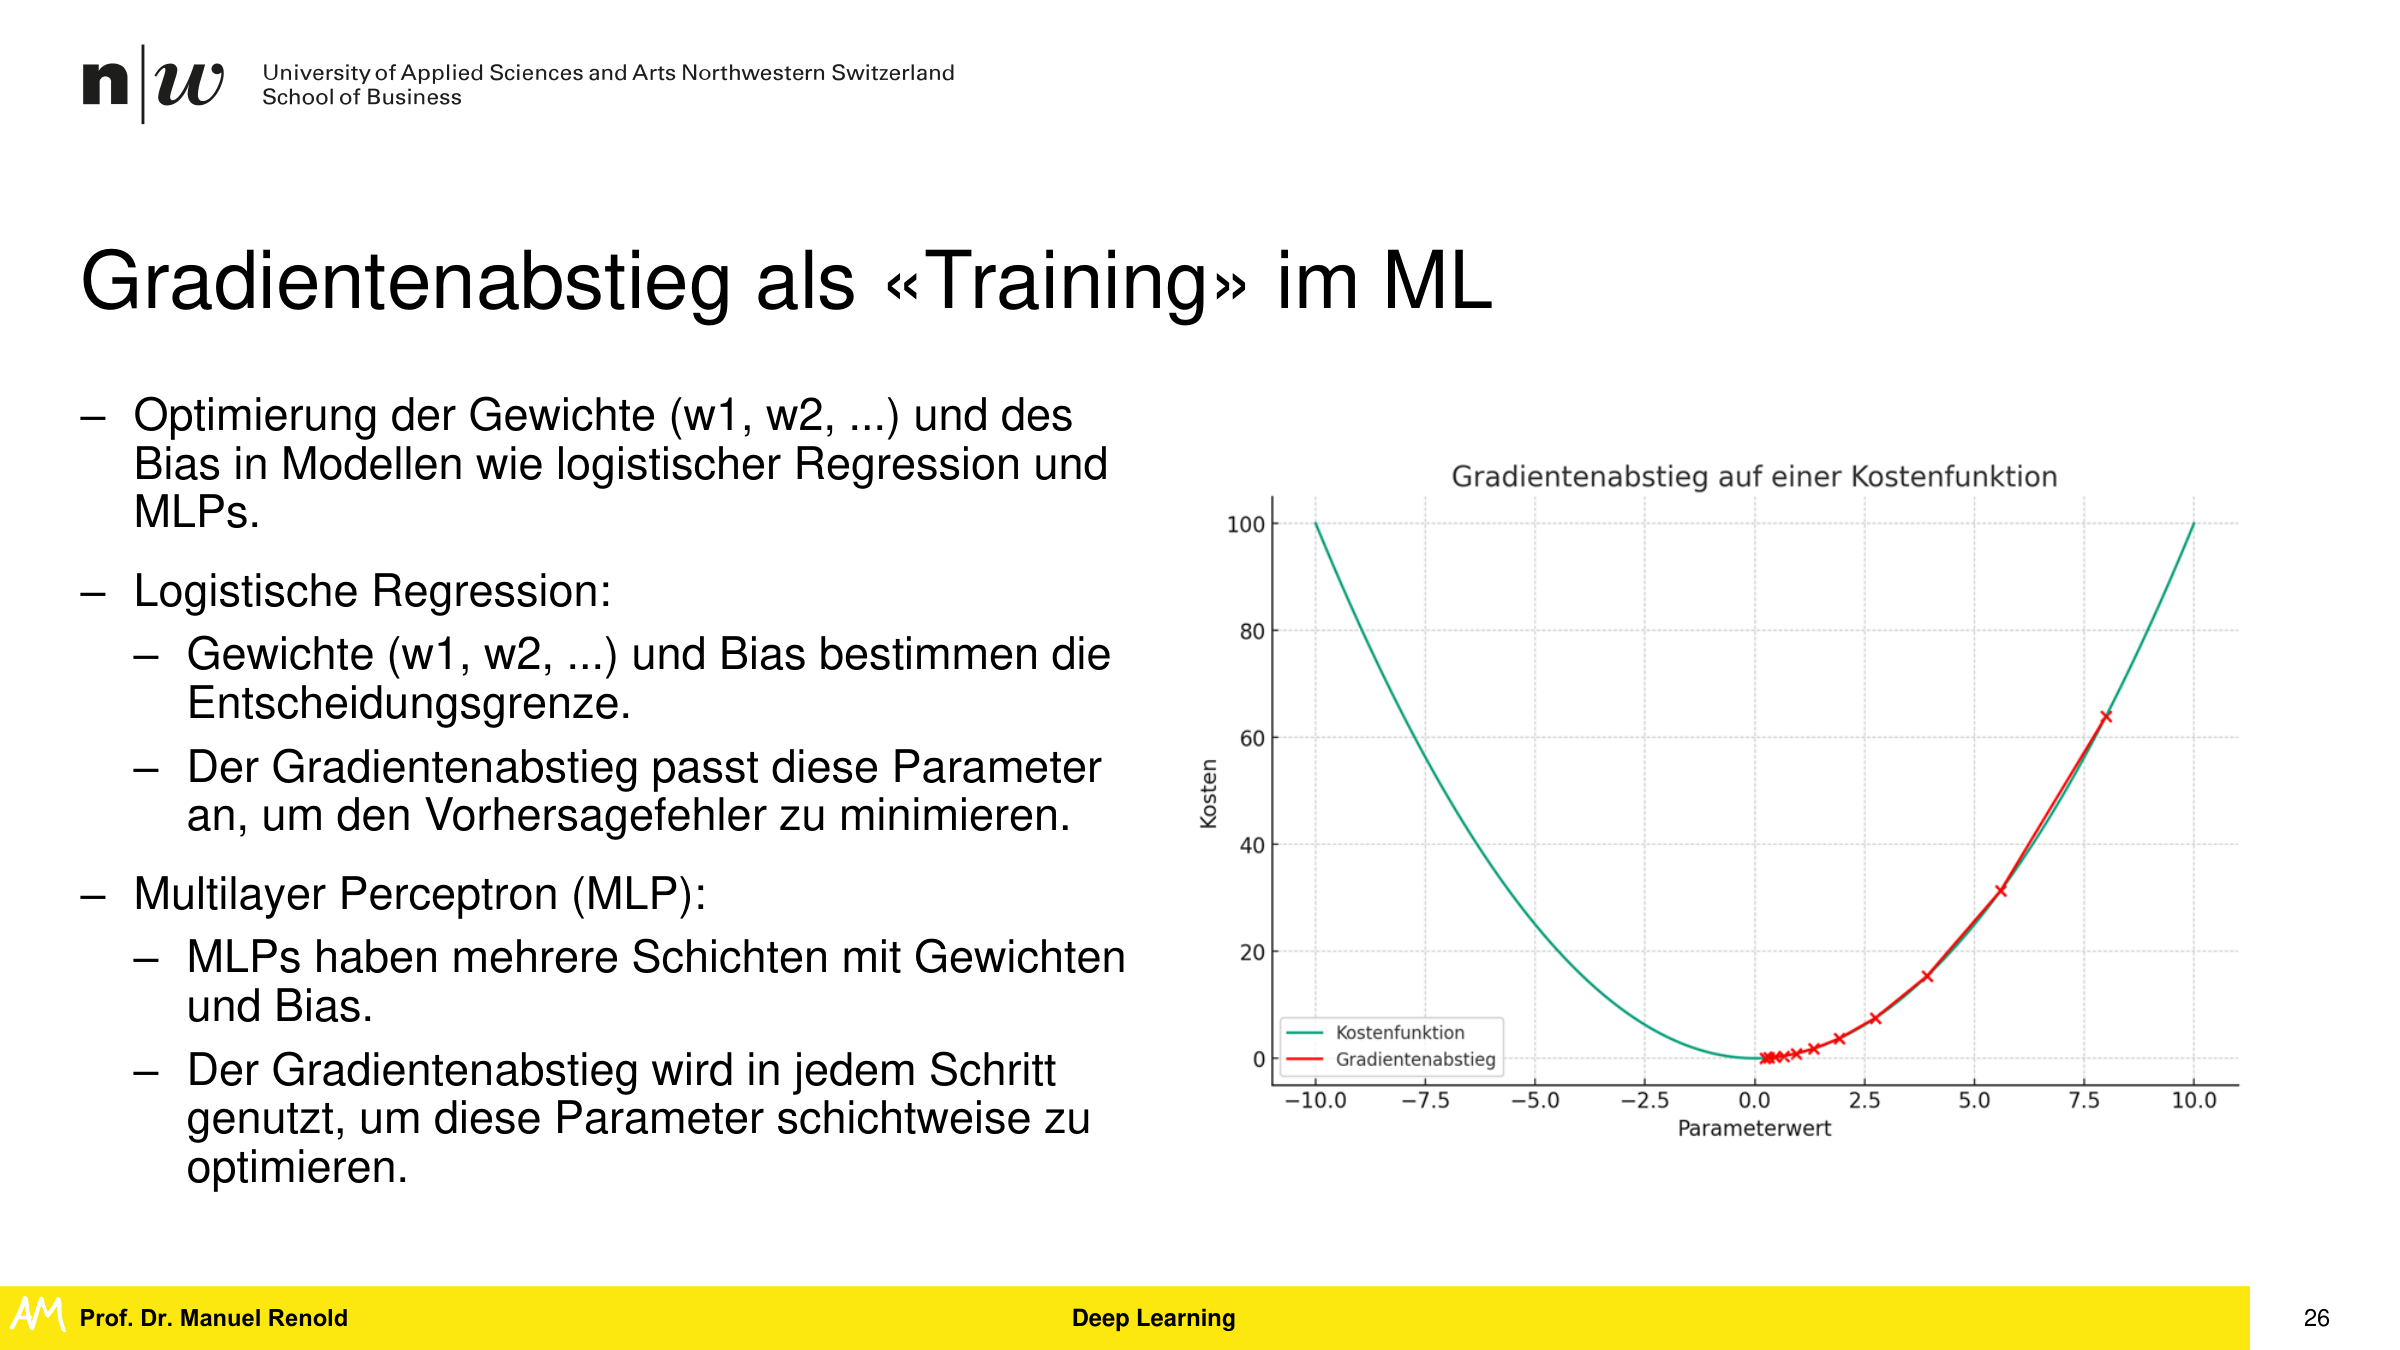 n|w University of Applied Sciences and Arts Northwestern Switzerland
School of Business
Gradientenabstieg als «Training» im ML
– Optimierung der Gewichte (w1, w2, ...) und des
Bias in Modellen wie logistischer Regression und
MLPs.
– Logistische Regression:
– Gewichte (w1, w2, ...) und Bias bestimmen die
Entscheidungsgrenze.
– Der Gradientenabstieg passt diese Parameter
an, um den Vorhersagefehler zu minimieren.
– Multilayer Perceptron (MLP):
– MLPs haben mehrere Schichten mit Gewichten
und Bias.
– Der Gradientenabstieg wird in jedem Schritt
genutzt, um diese Parameter schichtweise zu
optimieren.
Gradientenabstieg auf einer Kostenfunktion
Kosten
100
80
60
40
20
0
Kostenfunktion
Gradientenabstieg
−10.0 −7.5 −5.0 −2.5 0.0 2.5 5.0 7.5 10.0
Parameterwert
AM Prof. Dr. Manuel Renold Deep Learning 26